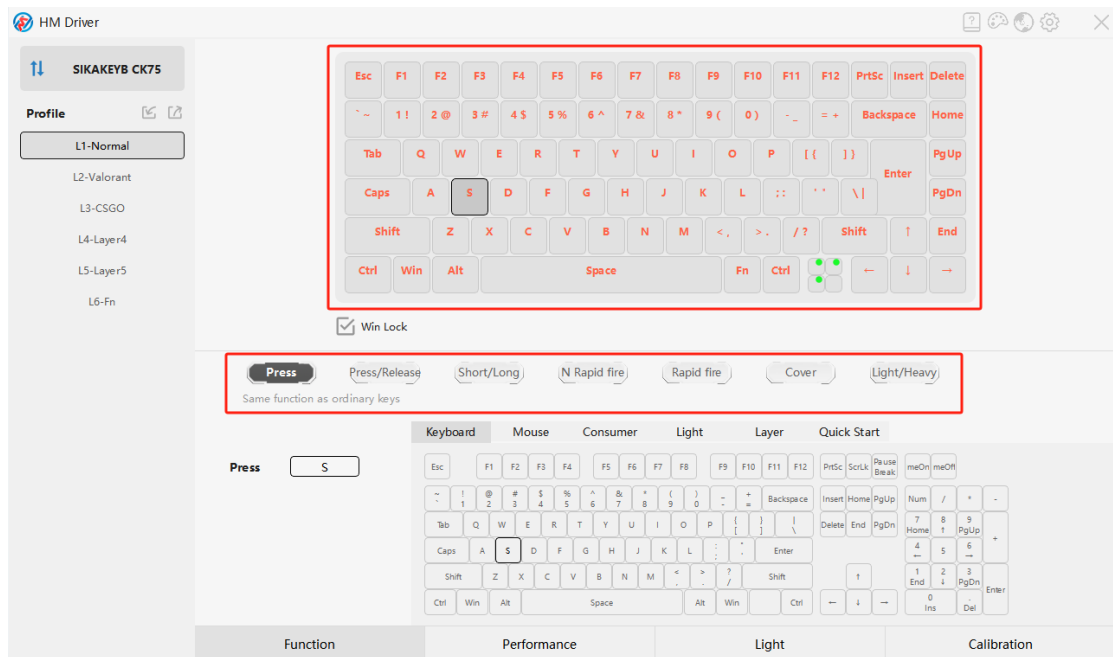 HM Driver
SIKAKEYB CK75
Profile
L1-Normal
L2-Valorant
L3-CSGO
L4-Layer4
L5-Layer5
L6-Fn
Esc F1 F2 F3 F4 F5 F6 F7 F8 F9 F10 F11 F12 PrtSc Insert Delete
` ~ 1 ! 2 @ 3 # 4 $ 5 % 6 ^ 7 & 8 * 9 ( 0 ) - _ = + Backspace Home
Tab Q W E R T Y U I O P [ { ] } Enter PgUp
Caps A S D F G H J K L ; : ' ' \ | PgDn
Shift Z X C V B N M < , > . / ? Shift ↑ End
Ctrl Win Alt Space Fn Ctrl ← ↓ →
Win Lock
Press Press/Release Short/Long N Rapid fire Rapid fire Cover Light/Heavy
Same function as ordinary keys
Keyboard Mouse Consumer Light Layer Quick Start
Press S
Esc F1 F2 F3 F4 F5 F6 F7 F8 F9 F10 F11 F12 PrtSc ScrLk Pause Break meOn meOff
~ ` ! 1 @ 2 # 3 $ 4 % 5 ^ 6 & 7 * 8 ( 9 ) 0 _ - + = Backspace Insert Home PgUp Num / * -
Tab Q W E R T Y U I O P { [ } ] | \ Delete End PgDn 7 Home 8 ↑ 9 PgUp +
Caps A S D F G H J K L : ; " ' Enter 4 ← 5 6 →
Shift Z X C V B N M < , > . ? / Shift ↑ 1 End 2 ↓ 3 PgDn Enter
Ctrl Win Alt Space Alt Win Ctrl ← ↓ → 0 Ins . Del
Function Performance Light Calibration